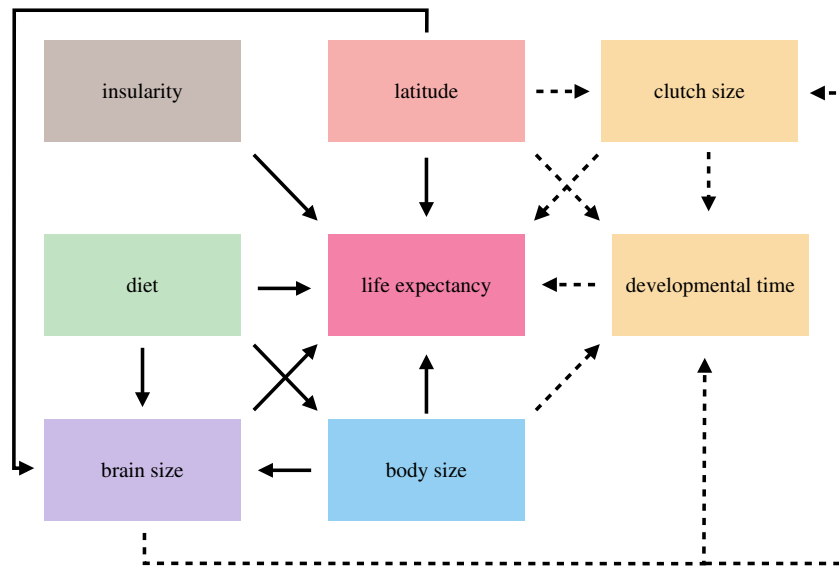 insularity
latitude
clutch size
diet
life expectancy
developmental time
brain size
body size